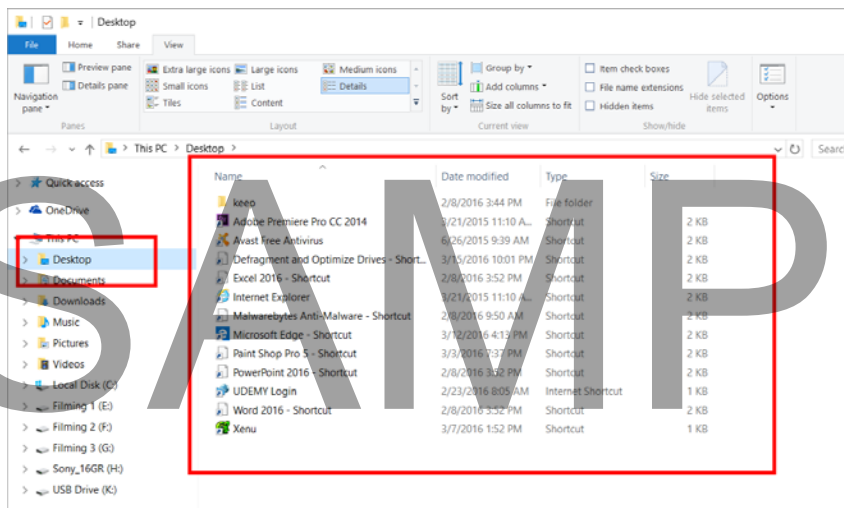 Desktop
File Home Share View
Preview pane Extra large icons Large icons Medium icons Group by Item check boxes
Details pane Small icons List Details Add columns File name extensions
Navigation pane Tiles Content Sort by Size all columns to fit Hidden items Hide selected items Options
Panes Layout Current view Show/hide
This PC > Desktop > Searc
Name Date modified Type Size
Quick access
keep 2/8/2016 3:44 PM File folder
OneDrive Adobe Premiere Pro CC 2014 3/21/2015 11:10 A... Shortcut 2 KB
This PC Avast Free Antivirus 6/26/2015 9:39 AM Shortcut 2 KB
Desktop Defragment and Optimize Drives - Short... 3/15/2016 10:01 PM Shortcut 2 KB
Documents Excel 2016 - Shortcut 2/8/2016 3:52 PM Shortcut 2 KB
Downloads Internet Explorer 3/21/2015 11:10 A... Shortcut 2 KB
Music Malwarebytes Anti-Malware - Shortcut 2/8/2016 9:50 AM Shortcut 2 KB
Pictures Microsoft Edge - Shortcut 3/12/2016 4:13 PM Shortcut 2 KB
Videos Paint Shop Pro 5 - Shortcut 3/3/2016 7:37 PM Shortcut 2 KB
PowerPoint 2016 - Shortcut 2/8/2016 3:52 PM Shortcut 2 KB
Local Disk (C:) UDEMY Login 2/23/2016 8:05 AM Internet Shortcut 1 KB
Filming 1 (E:) Word 2016 - Shortcut 2/8/2016 3:52 PM Shortcut 2 KB
Filming 2 (F:) Xenu 3/7/2016 1:52 PM Shortcut 1 KB
Filming 3 (G:)
Sony_16GR (H:)
USB Drive (K:)
SAMP